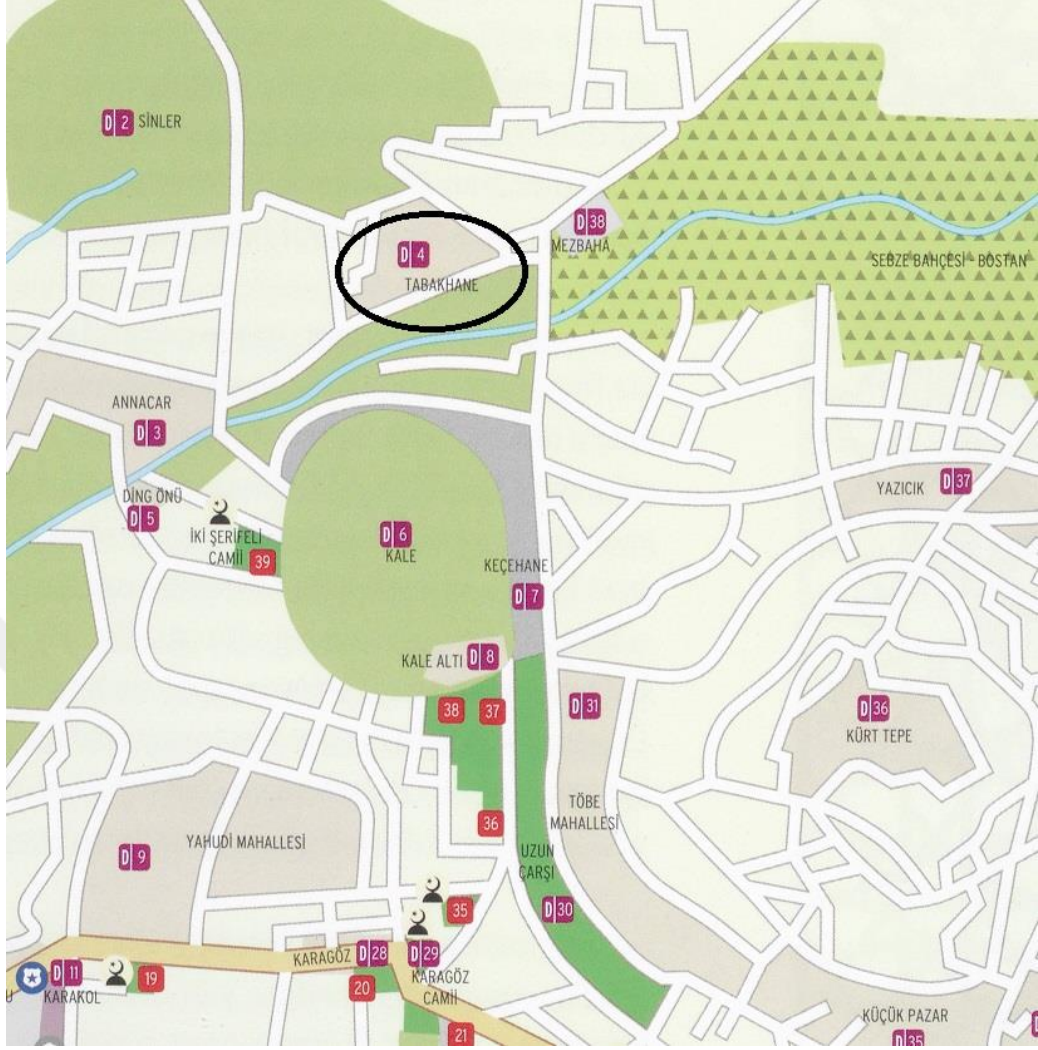 D 2 SİNLER
D 38
MEZBAHA
D 4
TABAKHANE
SEBZE BAHÇESİ - BOSTAN
ANNACAR
D 3
YAZICIK D 37
DİNG ÖNÜ
D 5
İKİ ŞERİFELİ
CAMİİ
39
D 6
KALE
KEÇEHANE
D 7
KALE ALTI D 8
38
37
D 31
D 36
KÜRT TEPE
36
TÖBE
MAHALLESİ
YAHUDİ MAHALLESİ
D 9
UZUN
ÇARŞI
D 30
35
KARAGÖZ D 28
D 29
KARAGÖZ
CAMİİ
D 11
U KARAKOL
19
20
21
KÜÇÜK PAZAR
D 35
D